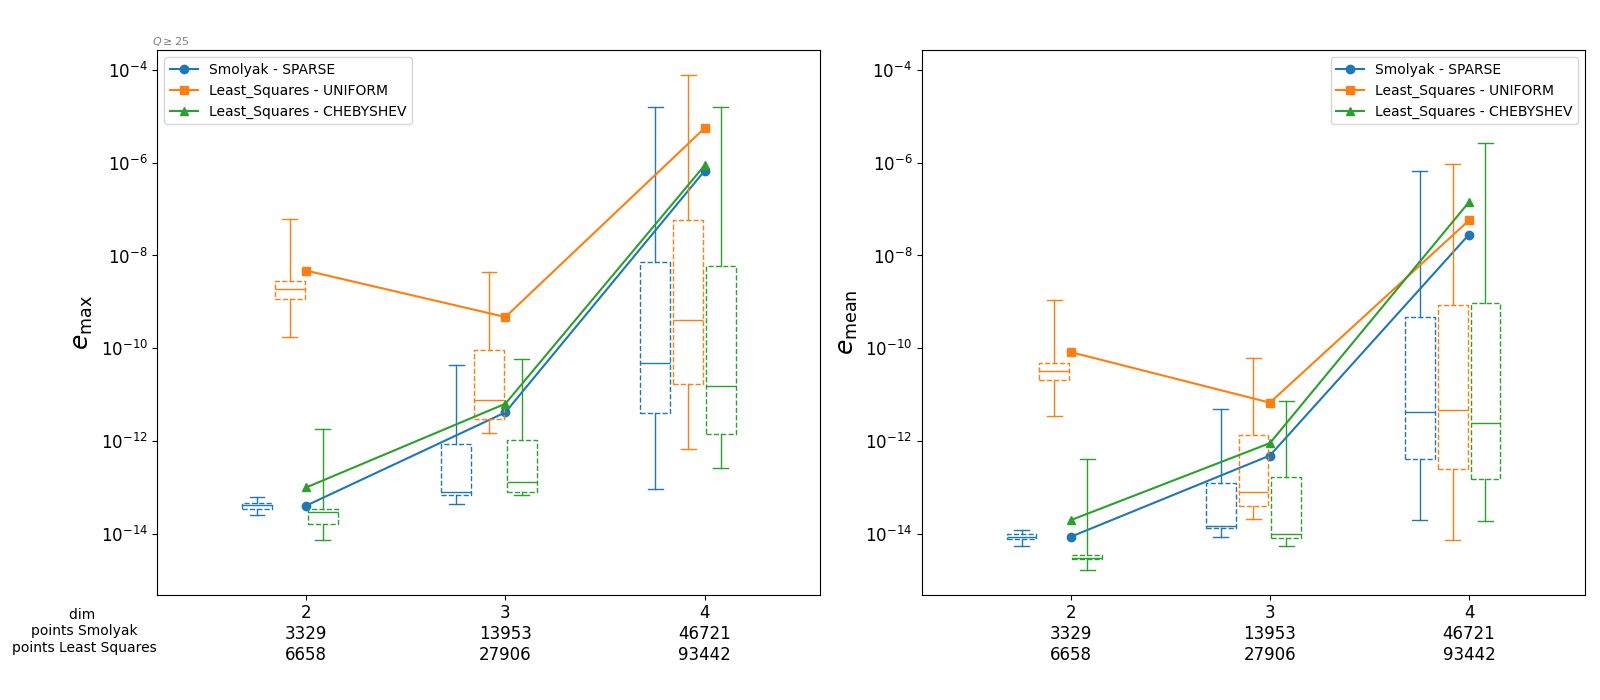 Q ≥ 25
Smolyak - SPARSE
Least_Squares - UNIFORM
Least_Squares - CHEBYSHEV
10⁻⁴
10⁻⁶
10⁻⁸
10⁻¹⁰
10⁻¹²
10⁻¹⁴
e_max
2 3 4
3329 13953 46721
6658 27906 93442
dim
points Smolyak
points Least Squares
Smolyak - SPARSE
Least_Squares - UNIFORM
Least_Squares - CHEBYSHEV
10⁻⁴
10⁻⁶
10⁻⁸
10⁻¹⁰
10⁻¹²
10⁻¹⁴
e_mean
2 3 4
3329 13953 46721
6658 27906 93442